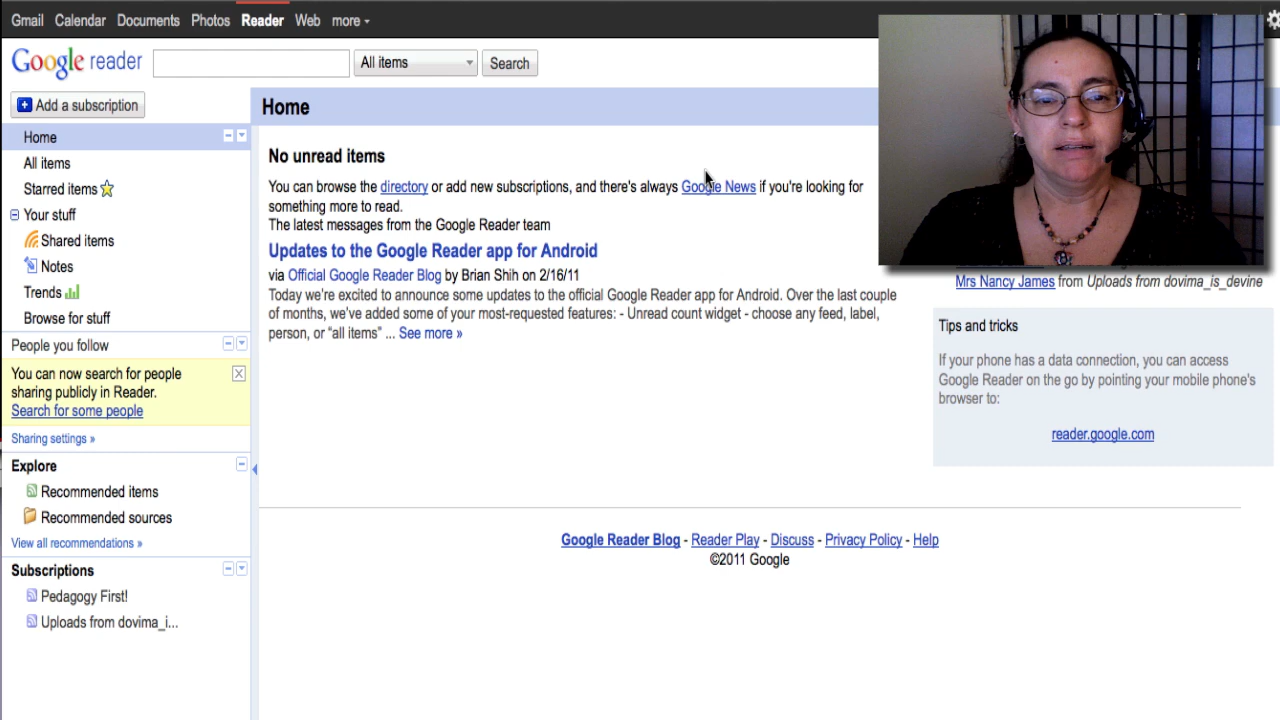 Gmail Calendar Documents Photos Reader Web more
Google reader
All items
Search
Add a subscription
Home
All items
Starred items
Your stuff
Shared items
Notes
Trends
Browse for stuff
People you follow
You can now search for people
sharing publicly in Reader.
Search for some people
Sharing settings »
Explore
Recommended items
Recommended sources
View all recommendations »
Subscriptions
Pedagogy First!
Uploads from dovima_i...
Home
No unread items
You can browse the directory or add new subscriptions, and there's always Google News if you're looking for
something more to read.
The latest messages from the Google Reader team
Updates to the Google Reader app for Android
via Official Google Reader Blog by Brian Shih on 2/16/11
Today we're excited to announce some updates to the official Google Reader app for Android. Over the last couple
of months, we've added some of your most-requested features: - Unread count widget - choose any feed, label,
person, or “all items” ... See more »
Mrs Nancy James from Uploads from dovima_is_devine
Tips and tricks
If your phone has a data connection, you can access
Google Reader on the go by pointing your mobile phone's
browser to:
reader.google.com
Google Reader Blog - Reader Play - Discuss - Privacy Policy - Help
©2011 Google